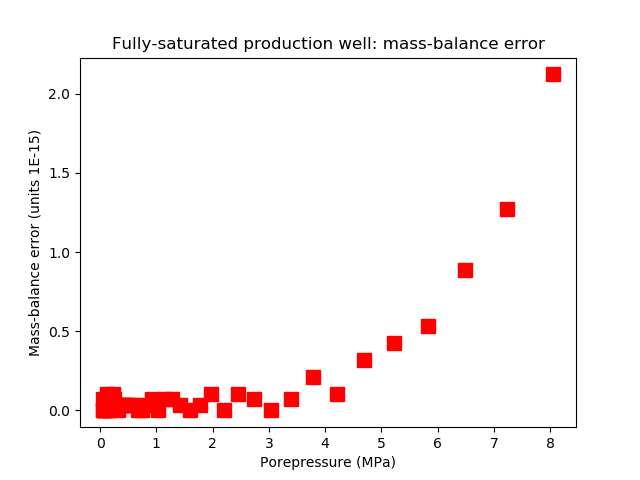 Fully-saturated production well: mass-balance error
Mass-balance error (units 1E-15)
2.0
1.5
1.0
0.5
0.0
0 1 2 3 4 5 6 7 8
Porepressure (MPa)